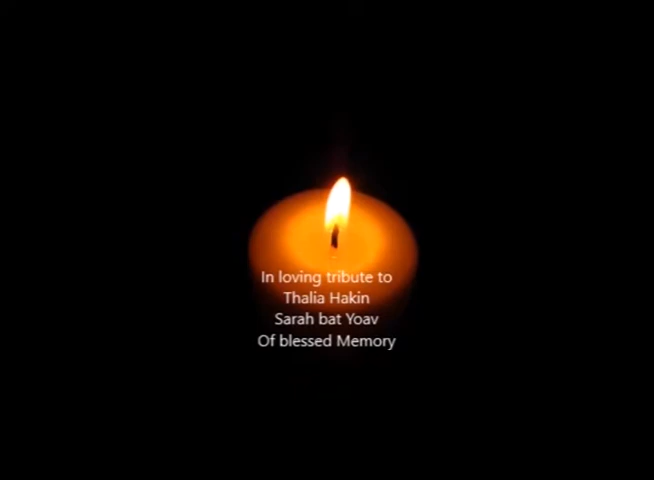 In loving tribute to
Thalia Hakin
Sarah bat Yoav
Of blessed Memory